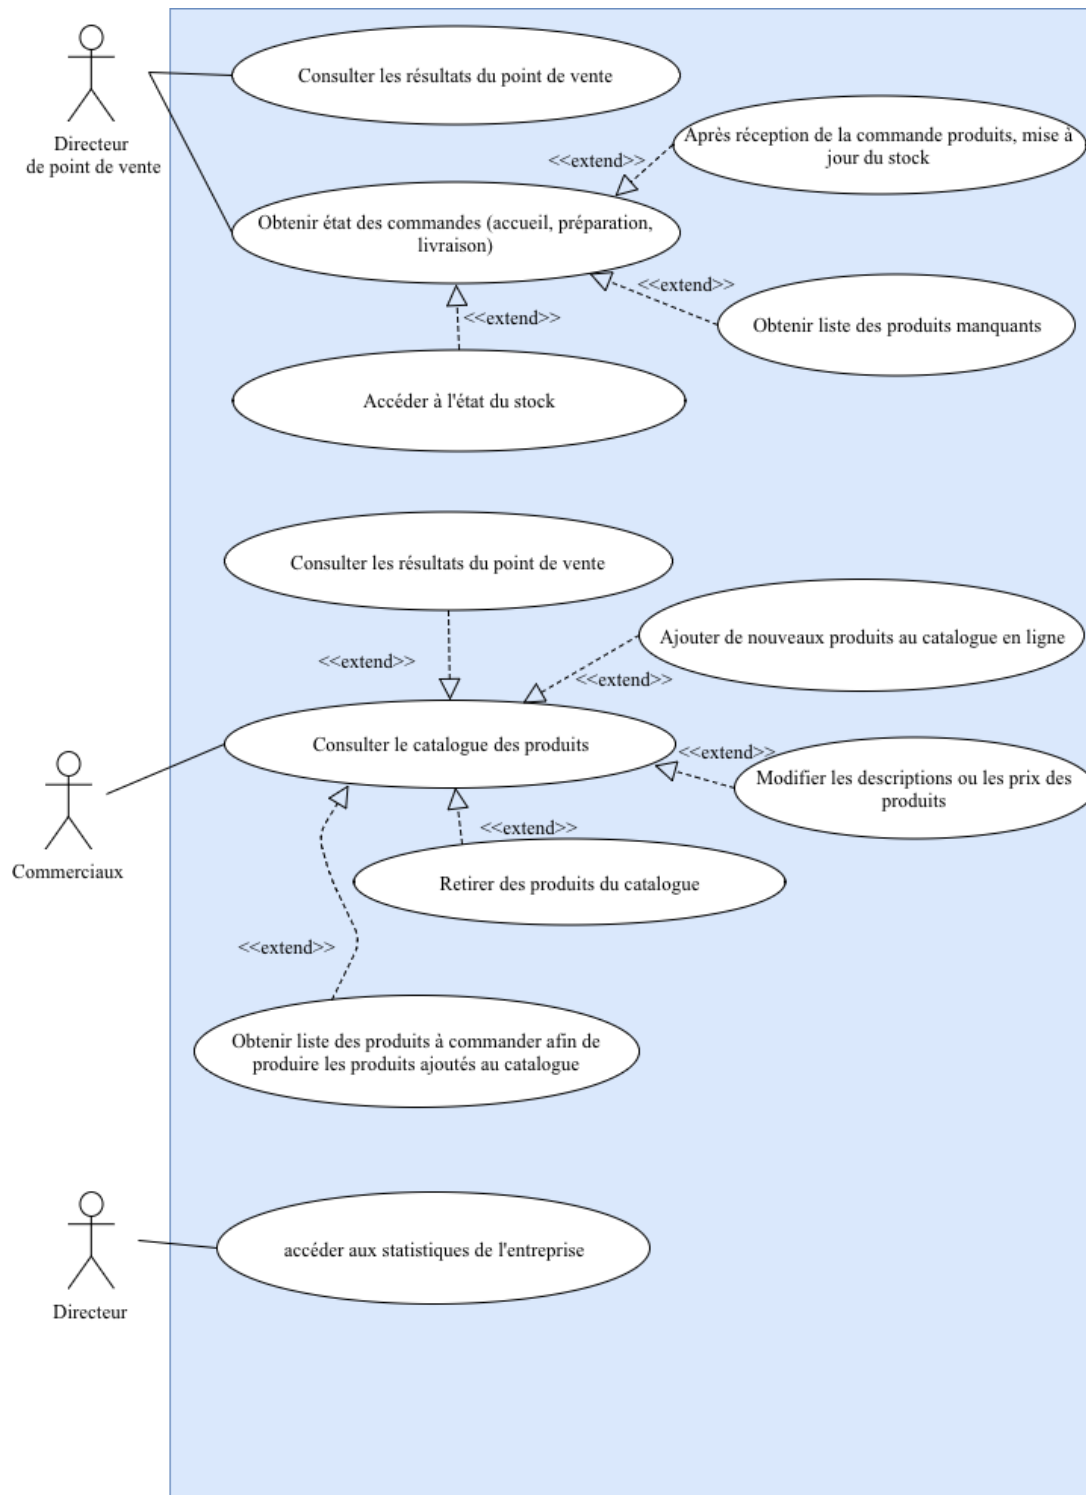 Consulter les résultats du point de vente
Directeur
de point de vente
Après réception de la commande produits, mise à
jour du stock
<<extend>>
Obtenir état des commandes (accueil, préparation,
livraison)
<<extend>>
<<extend>>
Obtenir liste des produits manquants
Accéder à l'état du stock
Consulter les résultats du point de vente
Ajouter de nouveaux produits au catalogue en ligne
<<extend>>
<<extend>>
Consulter le catalogue des produits
<<extend>>
Modifier les descriptions ou les prix des
produits
<<extend>>
Commerciaux
Retirer des produits du catalogue
<<extend>>
Obtenir liste des produits à commander afin de
produire les produits ajoutés au catalogue
accéder aux statistiques de l'entreprise
Directeur